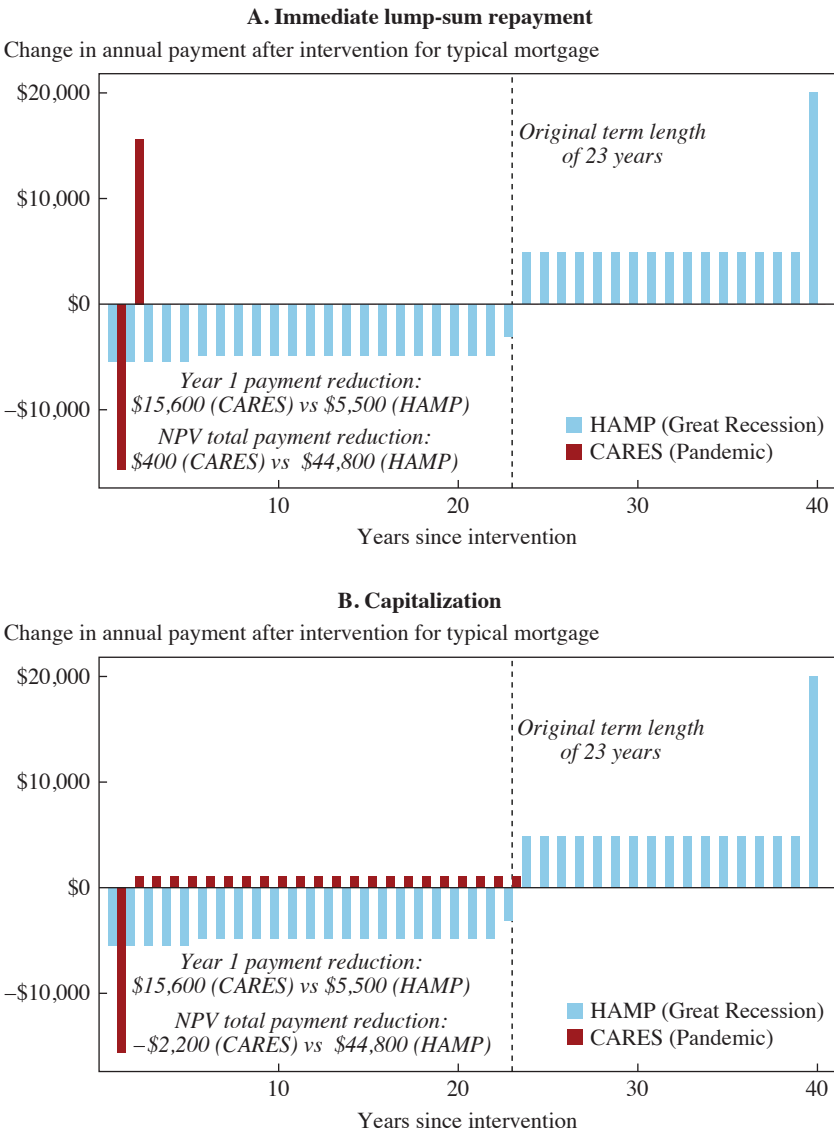 A. Immediate lump-sum repayment
Change in annual payment after intervention for typical mortgage
$20,000
$10,000
$0
–$10,000
Original term length
of 23 years
Year 1 payment reduction:
$15,600 (CARES) vs $5,500 (HAMP)
NPV total payment reduction:
$400 (CARES) vs $44,800 (HAMP)
HAMP (Great Recession)
CARES (Pandemic)
10 20 30 40
Years since intervention
B. Capitalization
Change in annual payment after intervention for typical mortgage
$20,000
$10,000
$0
–$10,000
Original term length
of 23 years
Year 1 payment reduction:
$15,600 (CARES) vs $5,500 (HAMP)
NPV total payment reduction:
–$2,200 (CARES) vs $44,800 (HAMP)
HAMP (Great Recession)
CARES (Pandemic)
10 20 30 40
Years since intervention